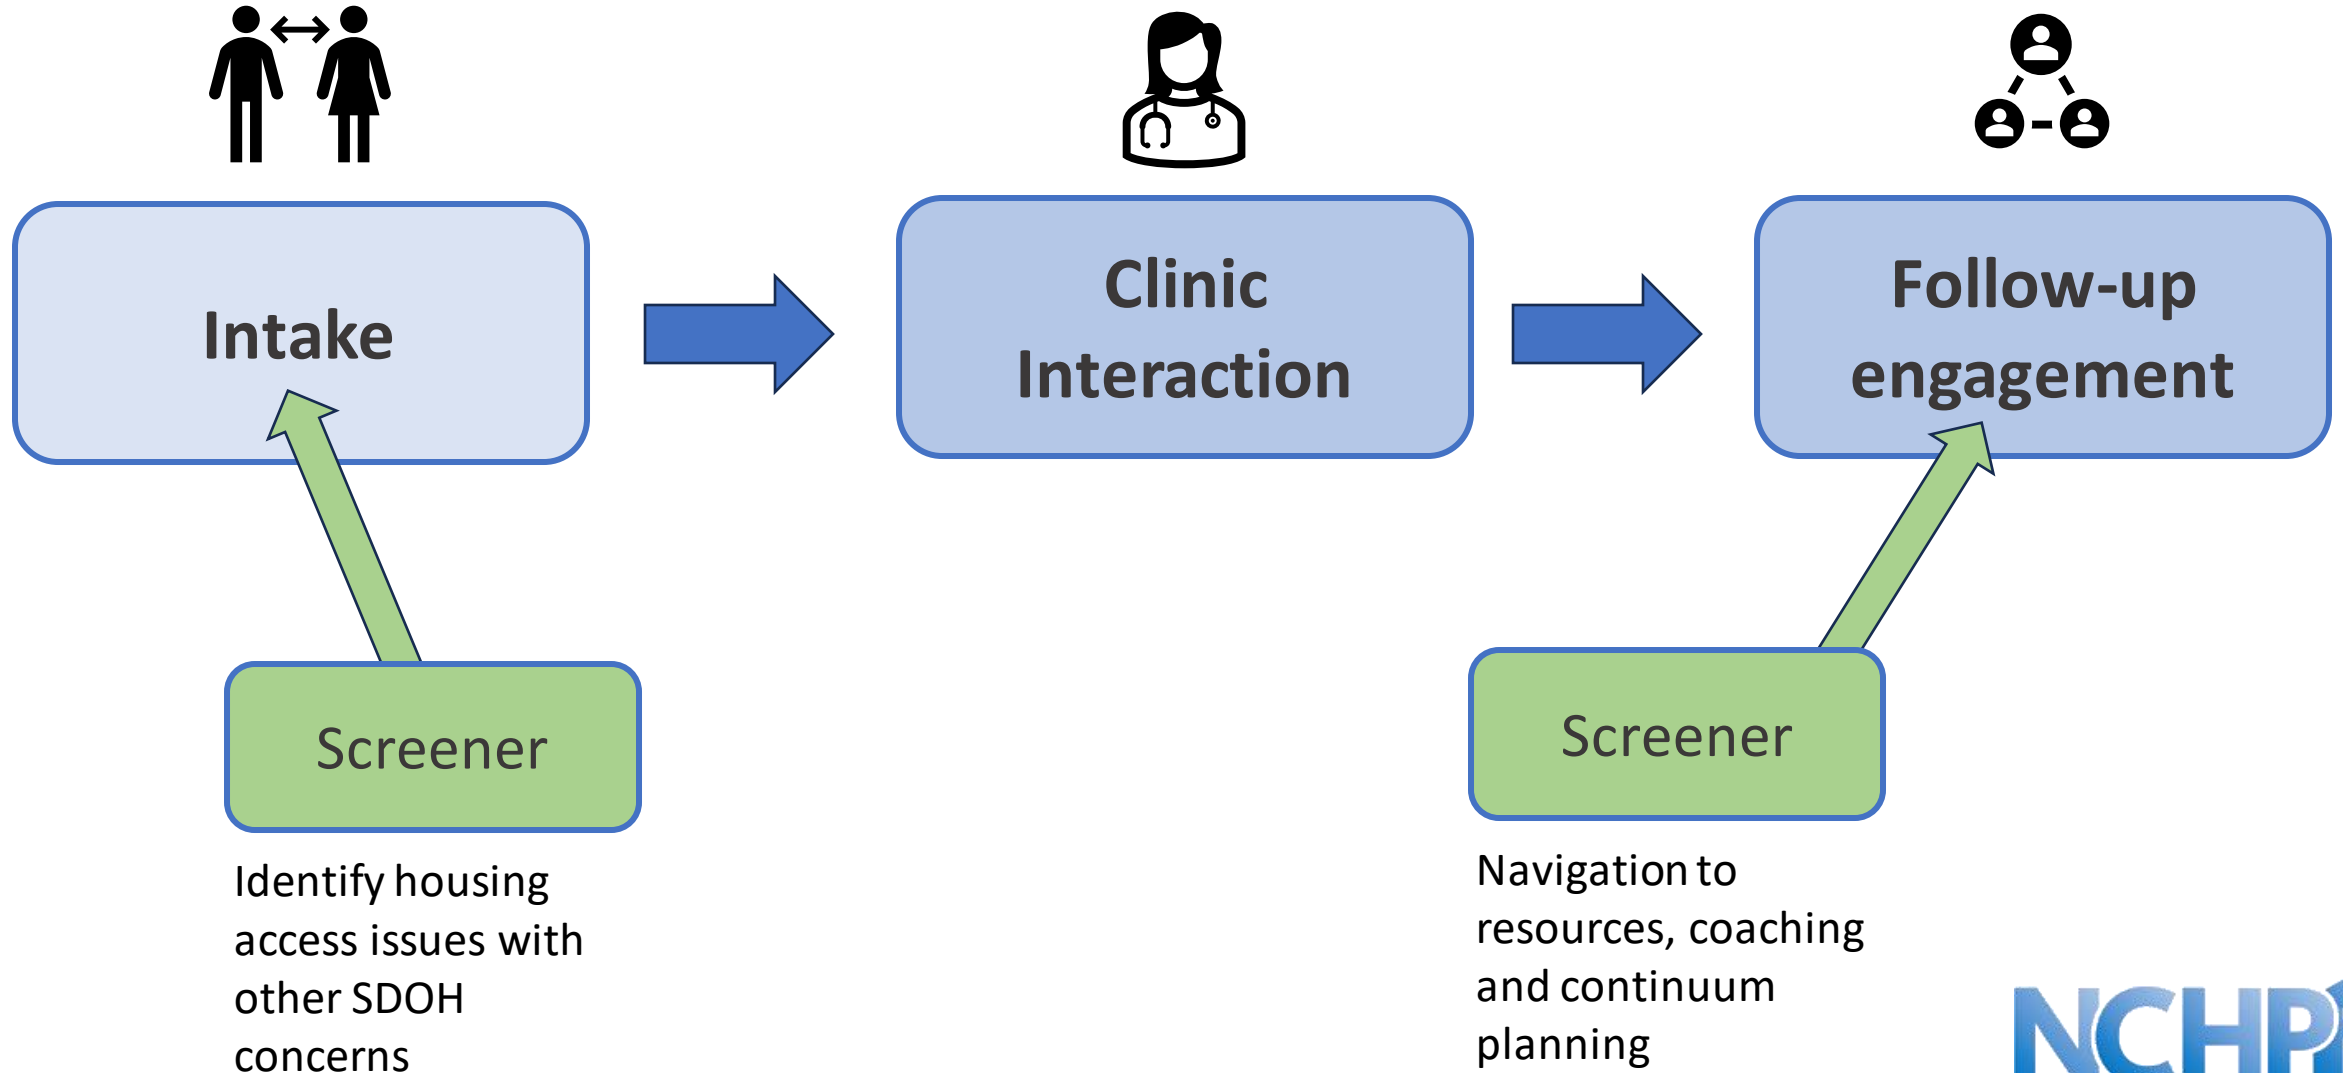 Intake
Clinic
Interaction
Follow-up
engagement
Screener
Identify housing
access issues with
other SDOH
concerns
Screener
Navigation to
resources, coaching
and continuum
planning
NCHP